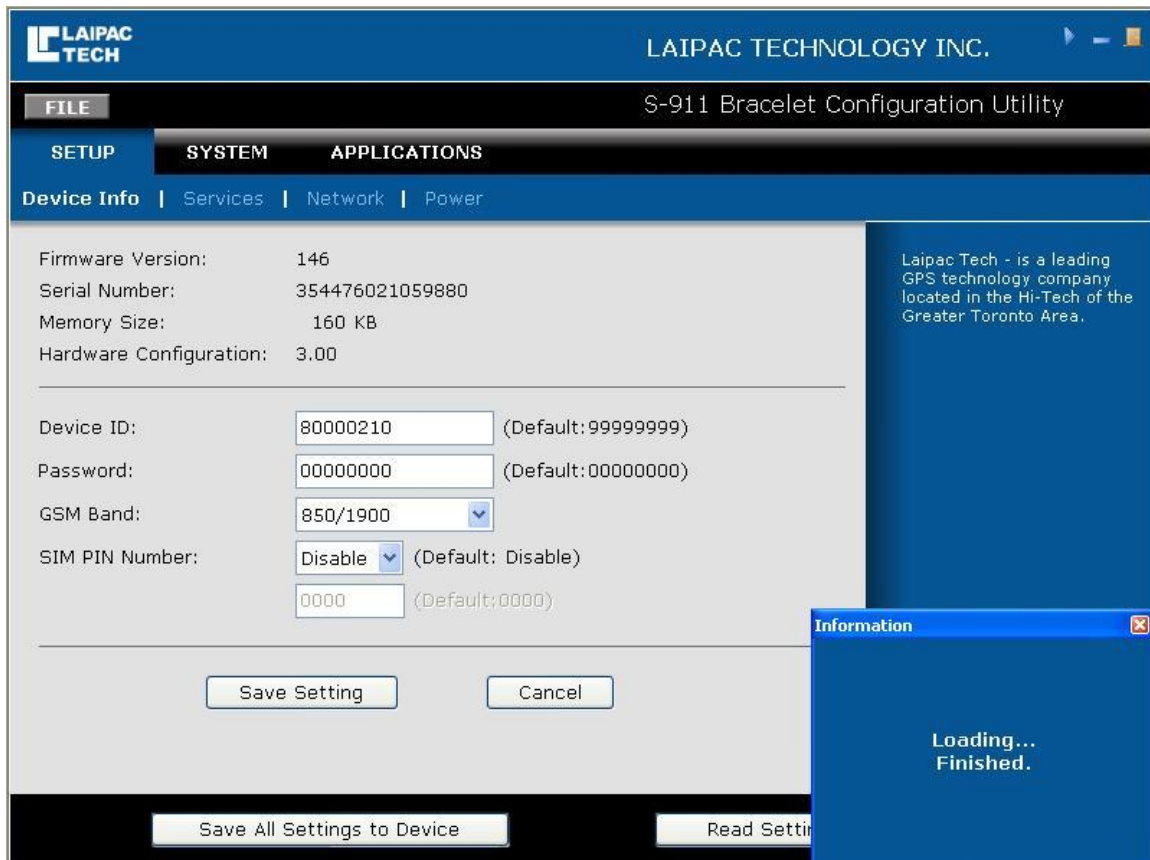 LAIPAC
TECH
LAIPAC TECHNOLOGY INC.
FILE
S-911 Bracelet Configuration Utility
SETUP SYSTEM APPLICATIONS
Device Info | Services | Network | Power
Firmware Version: 146
Serial Number: 354476021059880
Memory Size: 160 KB
Hardware Configuration: 3.00
Laipac Tech - is a leading
GPS technology company
located in the Hi-Tech of the
Greater Toronto Area.
Device ID: 80000210 (Default:99999999)
Password: 00000000 (Default:00000000)
GSM Band: 850/1900
SIM PIN Number: Disable (Default: Disable)
0000 (Default:0000)
Save Setting Cancel
Information
Loading...
Finished.
Save All Settings to Device Read